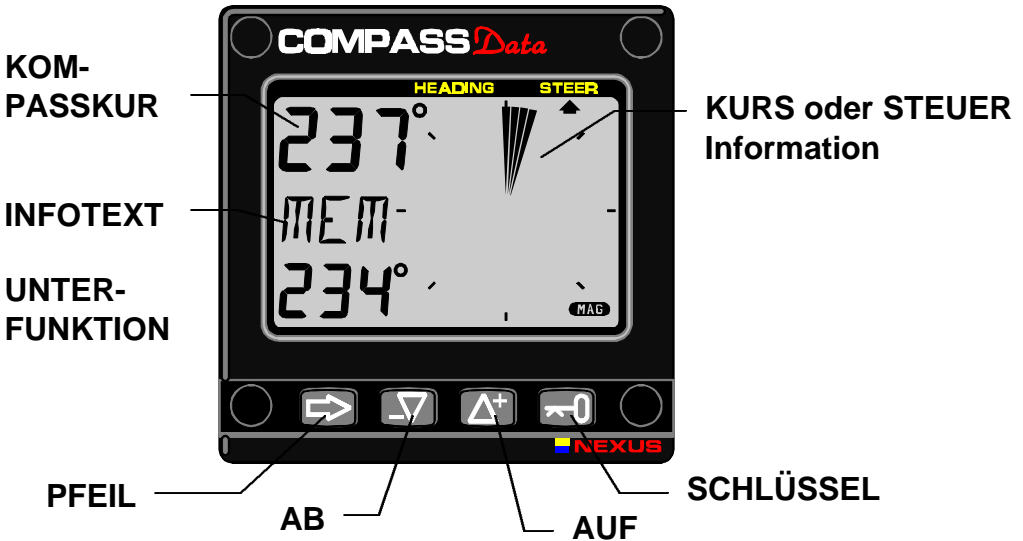 COMPASS Data
HEADING STEER
KOM-
PASSKUR
237°
KURS oder STEUER
Information
INFOTEXT
MEM
UNTER-
FUNKTION
234°
MAG
NEXUS
PFEIL
AB
AUF
SCHLÜSSEL